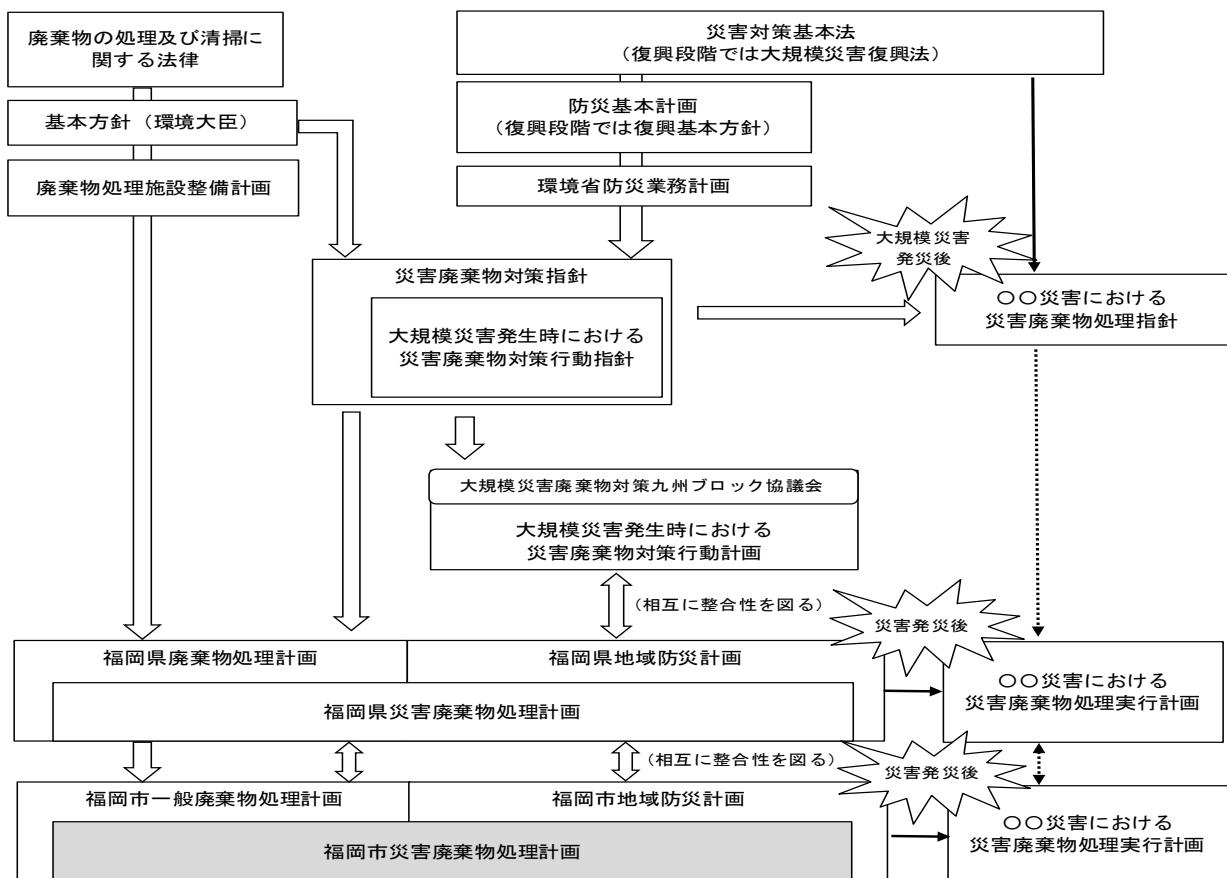 廃棄物の処理及び清掃に
関する法律
災害対策基本法
（復興段階では大規模災害復興法）
基本方針（環境大臣）
防災基本計画
（復興段階では復興基本方針）
廃棄物処理施設整備計画
環境省防災業務計画
大規模災害
発災後
災害廃棄物対策指針
大規模災害発生時における
災害廃棄物対策行動指針
〇〇災害における
災害廃棄物処理指針
大規模災害廃棄物対策九州ブロック協議会
大規模災害発生時における
災害廃棄物対策行動計画
（相互に整合性を図る）
災害発災後
福岡県廃棄物処理計画
福岡県地域防災計画
福岡県災害廃棄物処理計画
〇〇災害における
災害廃棄物処理実行計画
（相互に整合性を図る）
災害発災後
福岡市一般廃棄物処理計画
福岡市地域防災計画
福岡市災害廃棄物処理計画
〇〇災害における
災害廃棄物処理実行計画